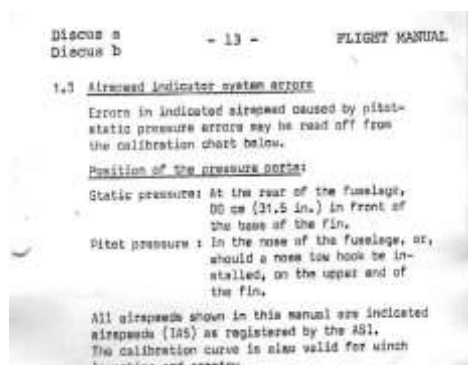 Discus a
Discus b
- 13 -
FLIGHT MANUAL
1.3 Airspeed indicator system errors
Errors in indicated airspeed caused by pitot-
static pressure errors may be read off from
the calibration chart below.
Position of the pressure ports:
Static pressure: At the rear of the fuselage,
80 cm (31.5 in.) in front of
the base of the fin.
Pitot pressure : In the nose of the fuselage, or,
should a nose tow hook be in-
stalled, on the upper end of
the fin.
All airspeeds shown in this manual are indicated
airspeeds (IAS) as registered by the ASI.
The calibration curve is also valid for winch